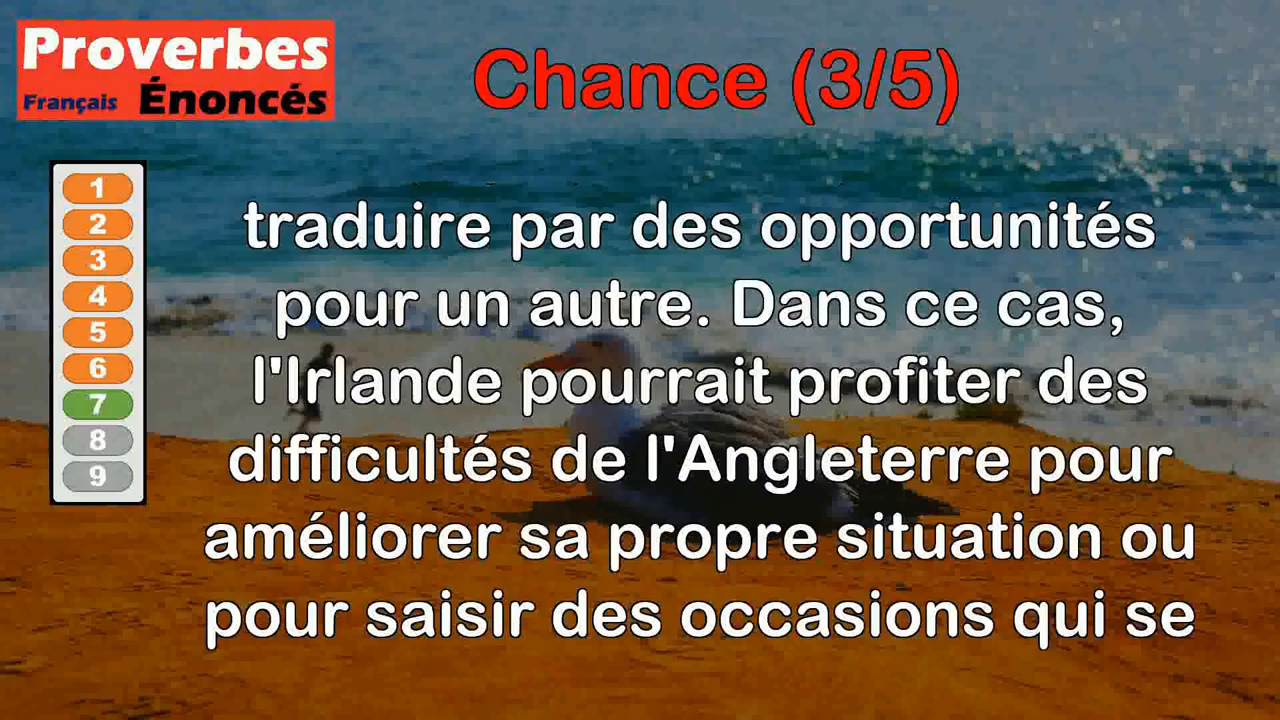 Proverbes
Français Énoncés
Chance (3/5)
1
2
3
4
5
6
7
8
9
traduire par des opportunités
pour un autre. Dans ce cas,
l'Irlande pourrait profiter des
difficultés de l'Angleterre pour
améliorer sa propre situation ou
pour saisir des occasions qui se